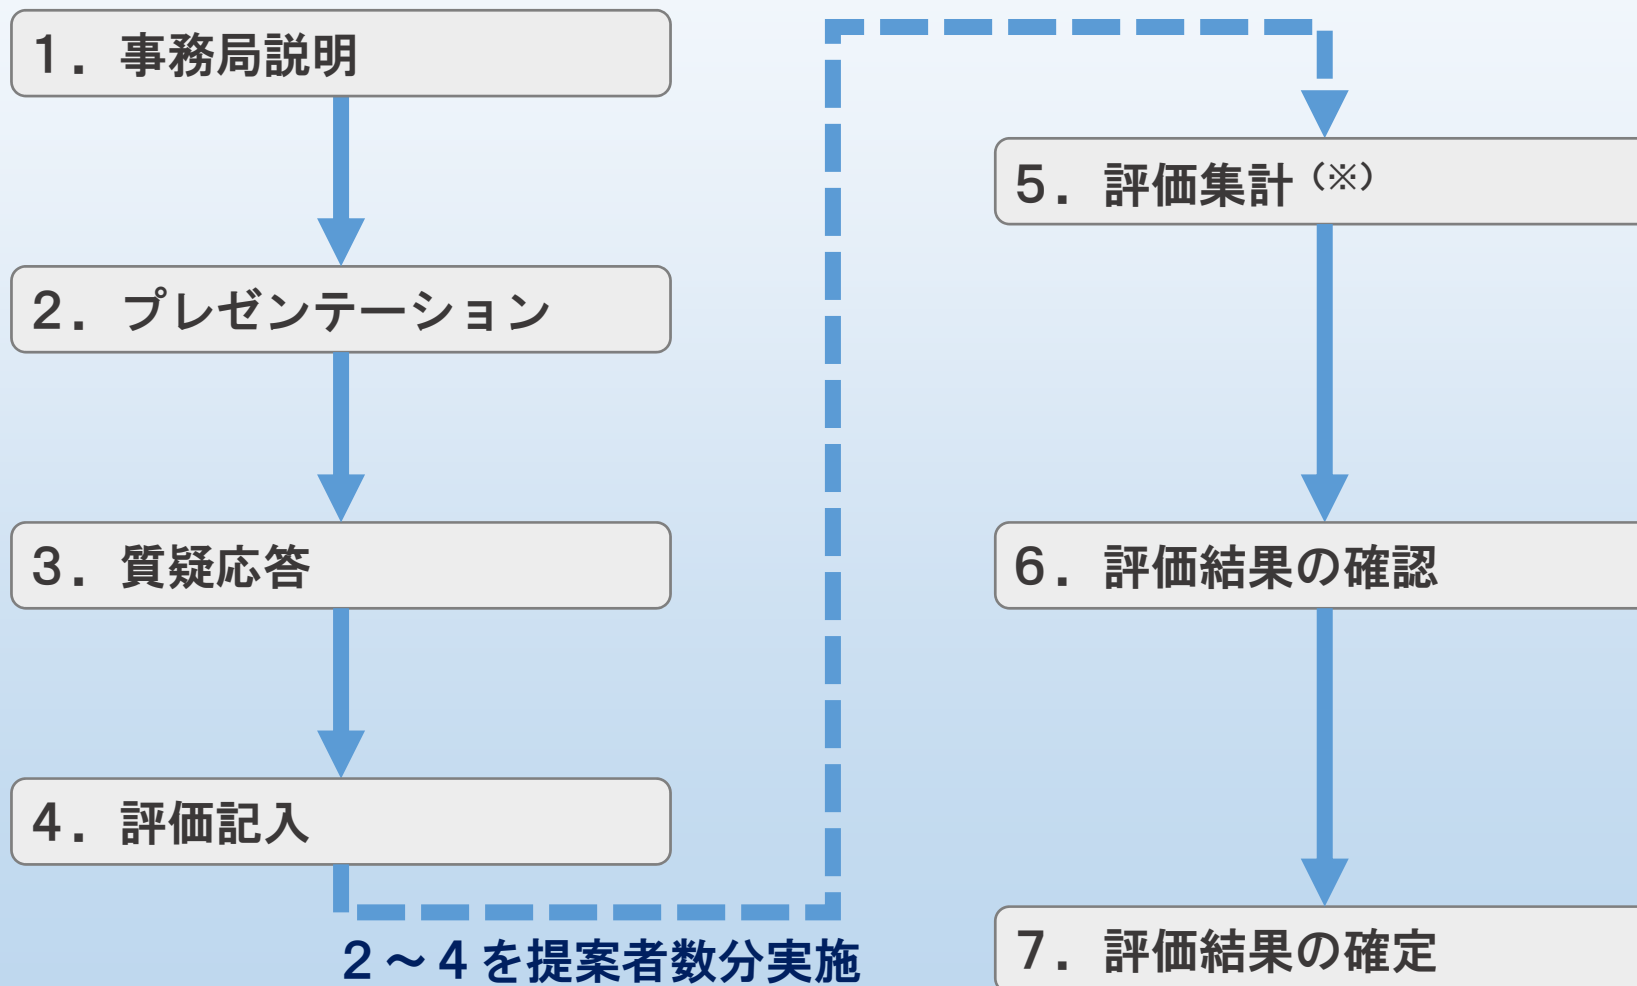 １．事務局説明
２．プレゼンテーション
３．質疑応答
４．評価記入
２～４を提案者数分実施
５．評価集計（※）
６．評価結果の確認
７．評価結果の確定